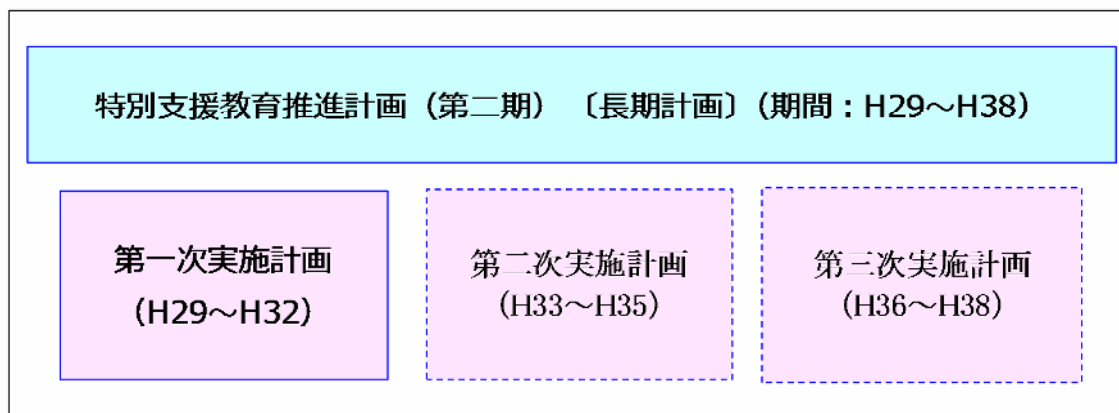 特別支援教育推進計画（第二期）〔長期計画〕（期間：H29～H38）
第一次実施計画
（H29～H32）
第二次実施計画
（H33～H35）
第三次実施計画
（H36～H38）